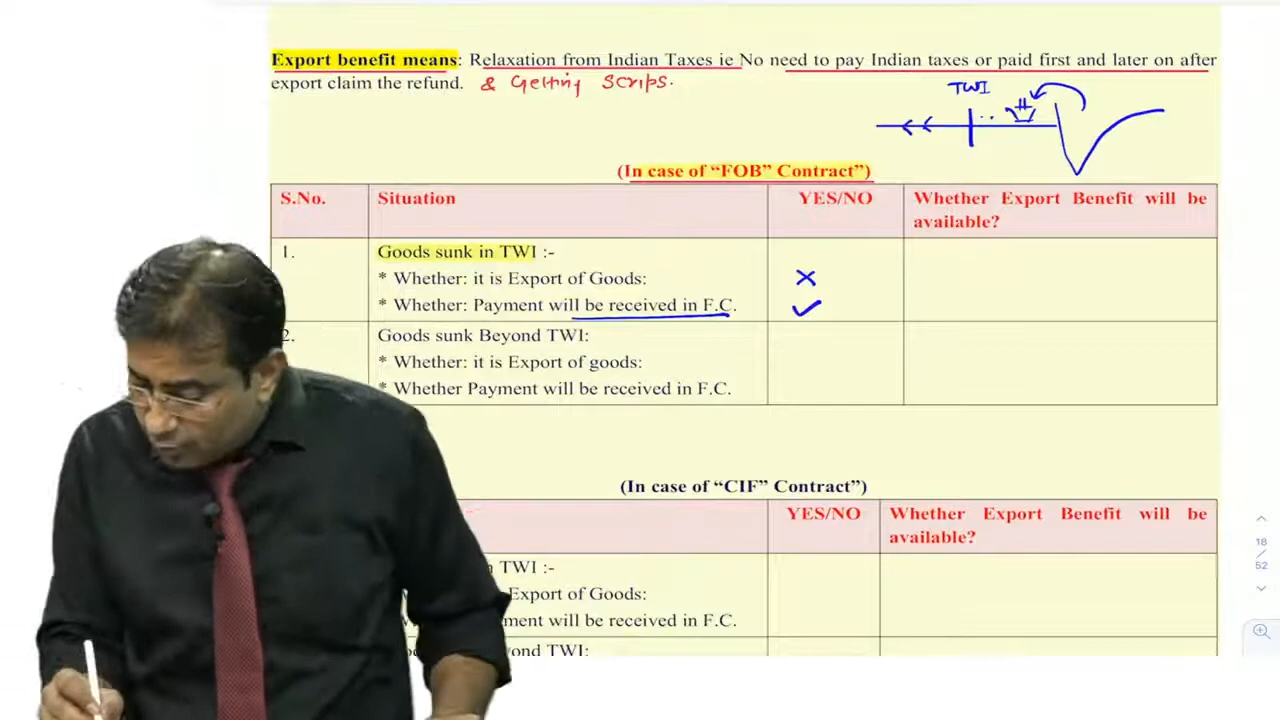 Export benefit means: Relaxation from Indian Taxes ie No need to pay Indian taxes or paid first and later on after
export claim the refund. & Getting Scrips.
TWI
(In case of “FOB” Contract”)
S.No. Situation YES/NO Whether Export Benefit will be
available?
1. Goods sunk in TWI :-
* Whether: it is Export of Goods: ✗
* Whether: Payment will be received in F.C. ✓
2. Goods sunk Beyond TWI:
* Whether: it is Export of goods:
* Whether Payment will be received in F.C.
(In case of “CIF” Contract”)
YES/NO Whether Export Benefit will be
available?
TWI :-
Export of Goods:
will be received in F.C.
TWI:
18
/
52